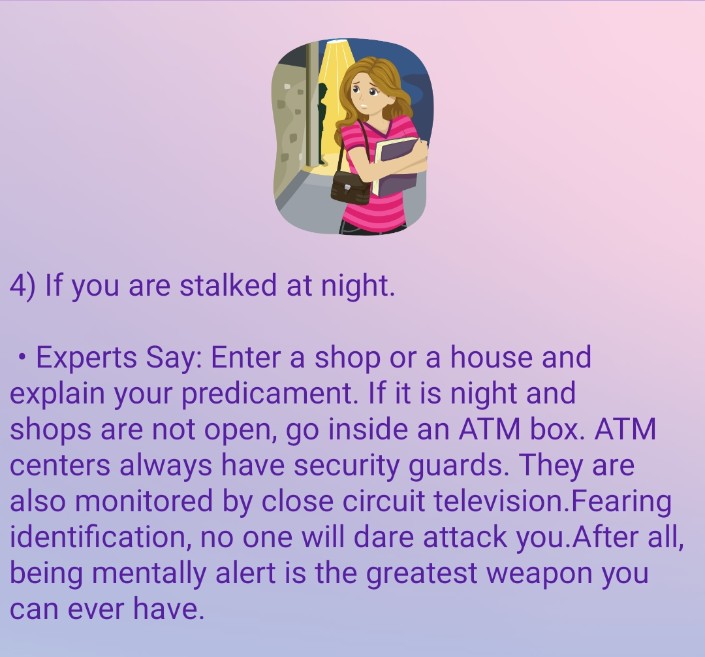 4) If you are stalked at night.
• Experts Say: Enter a shop or a house and
explain your predicament. If it is night and
shops are not open, go inside an ATM box. ATM
centers always have security guards. They are
also monitored by close circuit television.Fearing
identification, no one will dare attack you.After all,
being mentally alert is the greatest weapon you
can ever have.